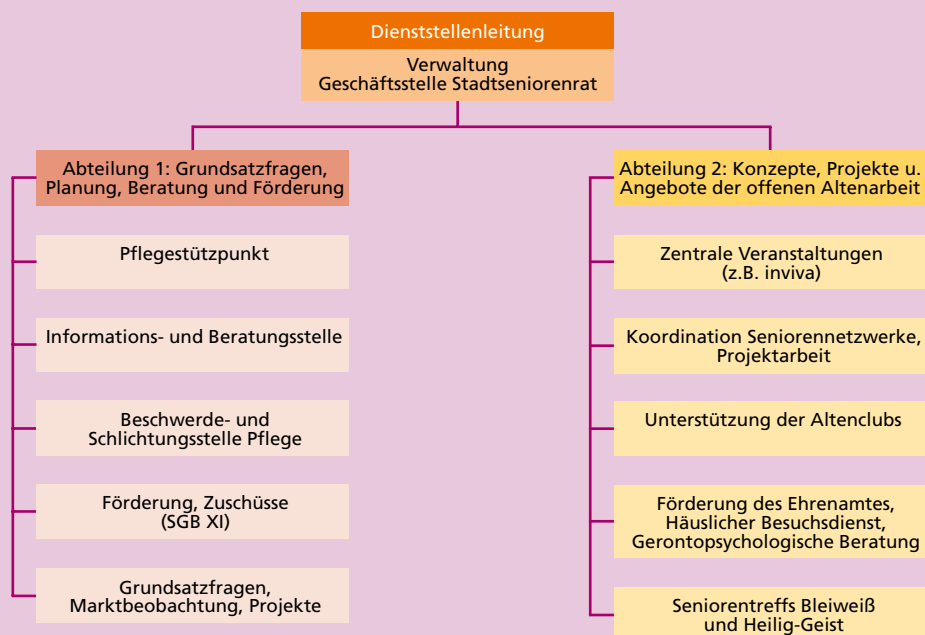 Dienststellenleitung
Verwaltung
Geschäftsstelle Stadtseniorenrat
Abteilung 1: Grundsatzfragen,
Planung, Beratung und Förderung
Pflegestützpunkt
Informations- und Beratungsstelle
Beschwerde- und
Schlichtungsstelle Pflege
Förderung, Zuschüsse
(SGB XI)
Grundsatzfragen,
Marktbeobachtung, Projekte
Abteilung 2: Konzepte, Projekte u.
Angebote der offenen Altenarbeit
Zentrale Veranstaltungen
(z.B. inviva)
Koordination Seniorennetzwerke,
Projektarbeit
Unterstützung der Altenclubs
Förderung des Ehrenamtes,
Häuslicher Besuchsdienst,
Gerontopsychologische Beratung
Seniorentreffs Bleiweiß
und Heilig-Geist